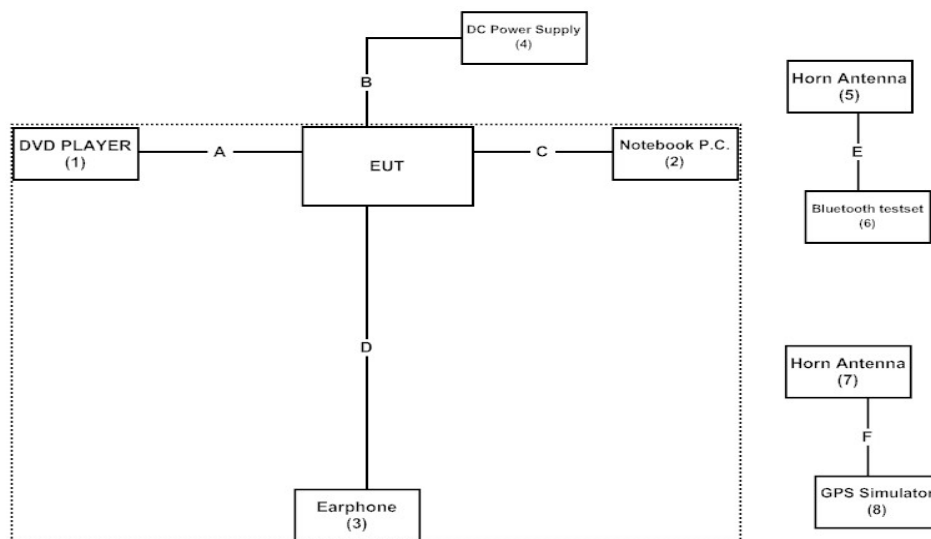 DC Power Supply
(4)
B
Horn Antenna
(5)
DVD PLAYER
(1)
A
EUT
C
Notebook P.C.
(2)
E
Bluetooth testset
(6)
D
Horn Antenna
(7)
F
GPS Simulator
(8)
Earphone
(3)